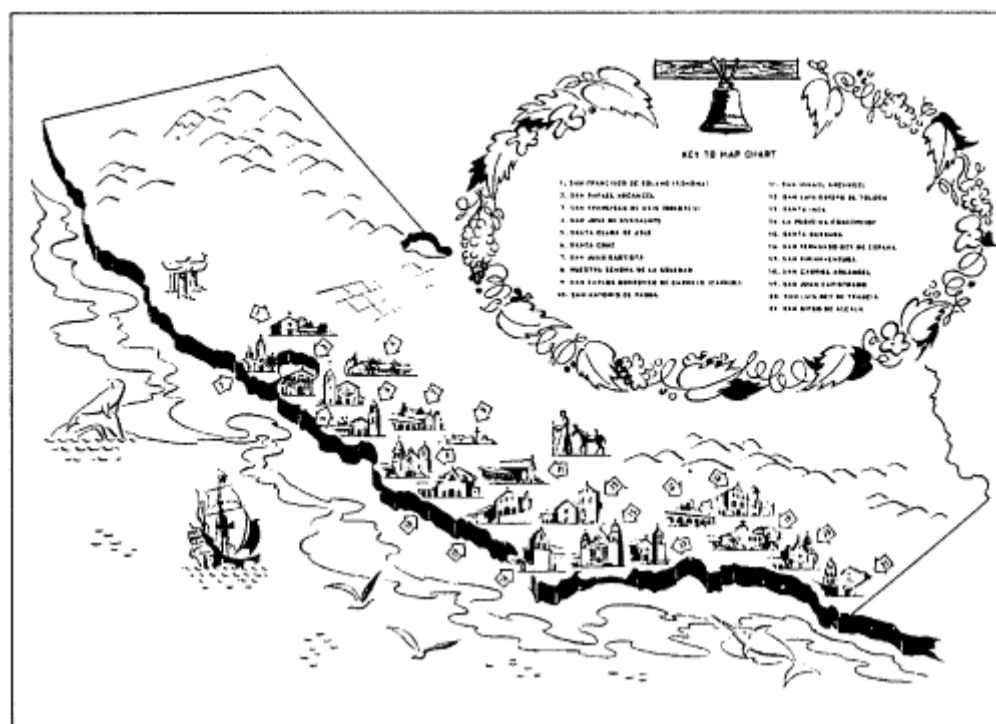 KEY TO MAP CHART
1. SAN FRANCISCO DE SOLANO (SONOMA)
2. SAN RAFAEL ARCANGEL
3. SAN FRANCISCO DE ASIS (DOLORES)
4. SAN JOSE DE GUADALUPE
5. SANTA CLARA DE ASIS
6. SANTA CRUZ
7. SAN JUAN BAUTISTA
8. NUESTRA SENORA DE LA SOLEDAD
9. SAN CARLOS BORROMEO DE CARMELO
10. SAN ANTONIO DE PADUA
11. SAN MIGUEL ARCANGEL
12. SAN LUIS OBISPO DE TOLOSA
13. SANTA INES
14. LA PURISIMA CONCEPCION
15. SANTA BARBARA
16. SAN FERNANDO REY DE ESPANA
17. SAN BUENAVENTURA
18. SAN GABRIEL ARCANGEL
19. SAN JUAN CAPISTRANO
20. SAN LUIS REY DE FRANCIA
21. SAN DIEGO DE ALCALA